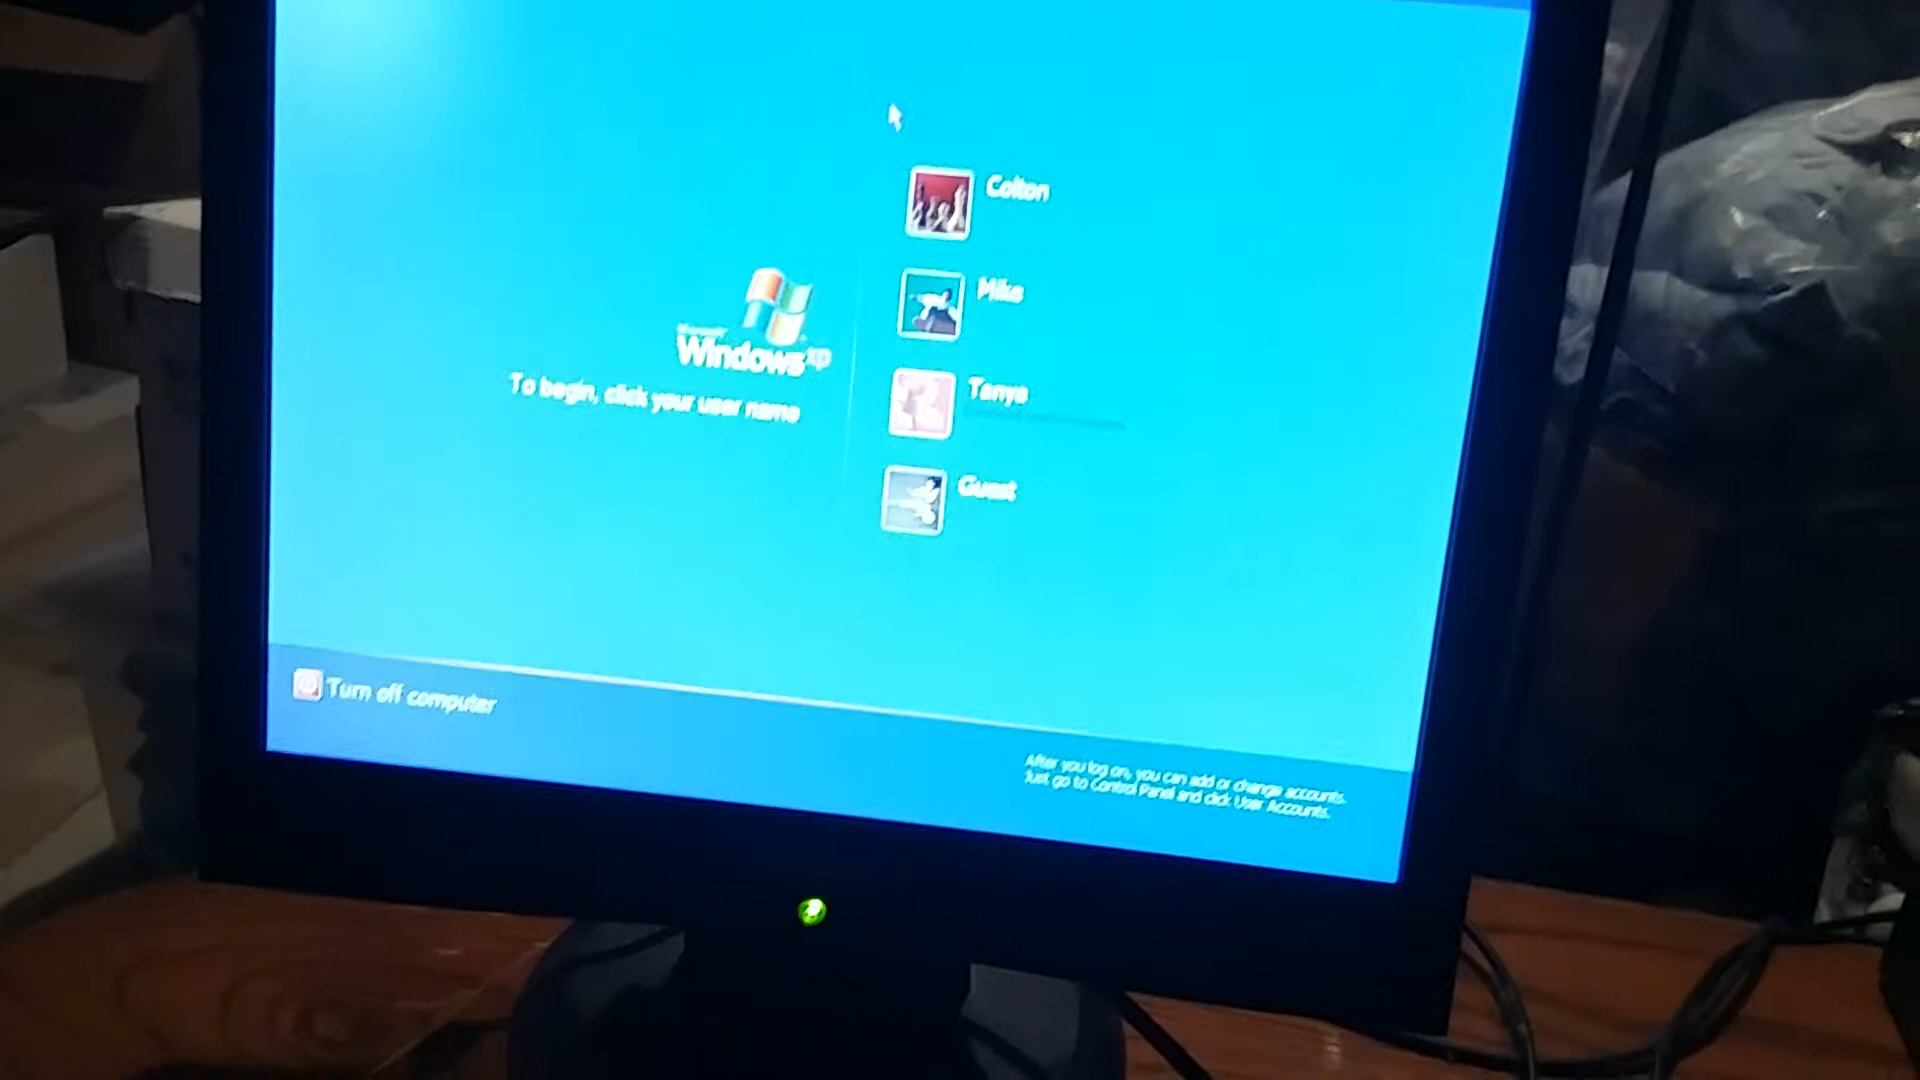 Colton
Mike
Microsoft
Windows xp
Tanya
To begin, click your user name
Guest
Turn off computer
After you log on, you can add or change accounts.
Just go to Control Panel and click User Accounts.